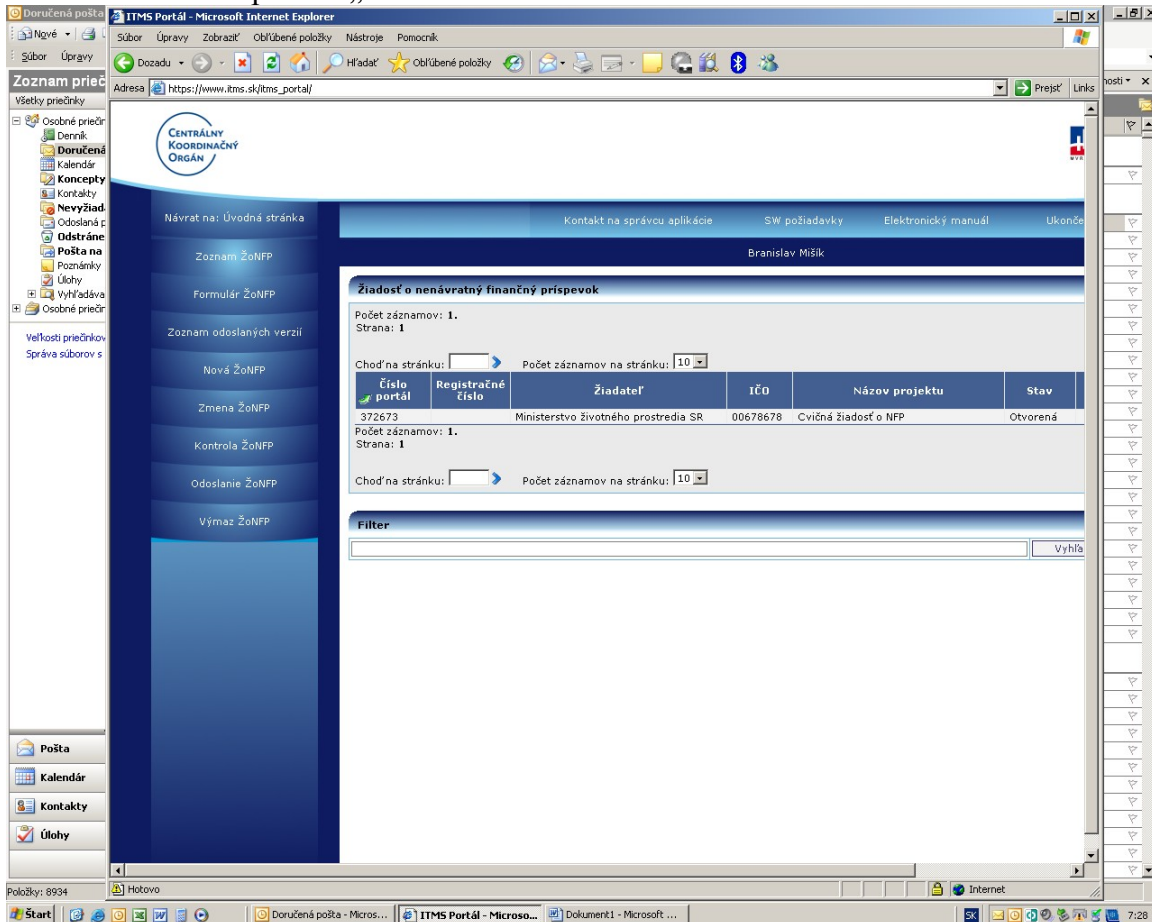 Doručená pošta
ITMS Portál - Microsoft Internet Explorer
Nové
Súbor Úpravy
Súbor Úpravy Zobraziť Obľúbené položky Nástroje Pomocník
Dozadu Hľadať Obľúbené položky
Adresa https://www.itms.sk/itms_portal/ Prejsť Links
Zoznam prieč
Všetky priečinky
Osobné priečir
Denník
Doručená
Kalendár
Koncepty
Kontakty
Nevyžiad
Odoslaná p
Odstráne
Pošta na
Poznámky
Úlohy
Vyhľadáva
Osobné priečir
Veľkosti priečinkov
Správa súborov s
CENTRÁLNY
KOORDINAČNÝ
ORGÁN
Návrat na: Úvodná stránka
Kontakt na správcu aplikácie SW požiadavky Elektronický manuál Ukonče
Branislav Mišík
Zoznam ŽoNFP
Formulár ŽoNFP
Zoznam odoslaných verzií
Nová ŽoNFP
Zmena ŽoNFP
Kontrola ŽoNFP
Odoslanie ŽoNFP
Výmaz ŽoNFP
Žiadosť o nenávratný finančný príspevok
Počet záznamov: 1.
Strana: 1
Choď na stránku: Počet záznamov na stránku: 10
Číslo portál Registračné číslo Žiadateľ IČO Názov projektu Stav
372673 Ministerstvo životného prostredia SR 00678678 Cvičná žiadosť o NFP Otvorená
Počet záznamov: 1.
Strana: 1
Choď na stránku: Počet záznamov na stránku: 10
Filter
Vyhľa
Pošta
Kalendár
Kontakty
Úlohy
Položky: 8934
Hotovo Internet
Štart Doručená pošta - Micros... ITMS Portál - Microso... Dokument1 - Microsoft ... SK 7:28